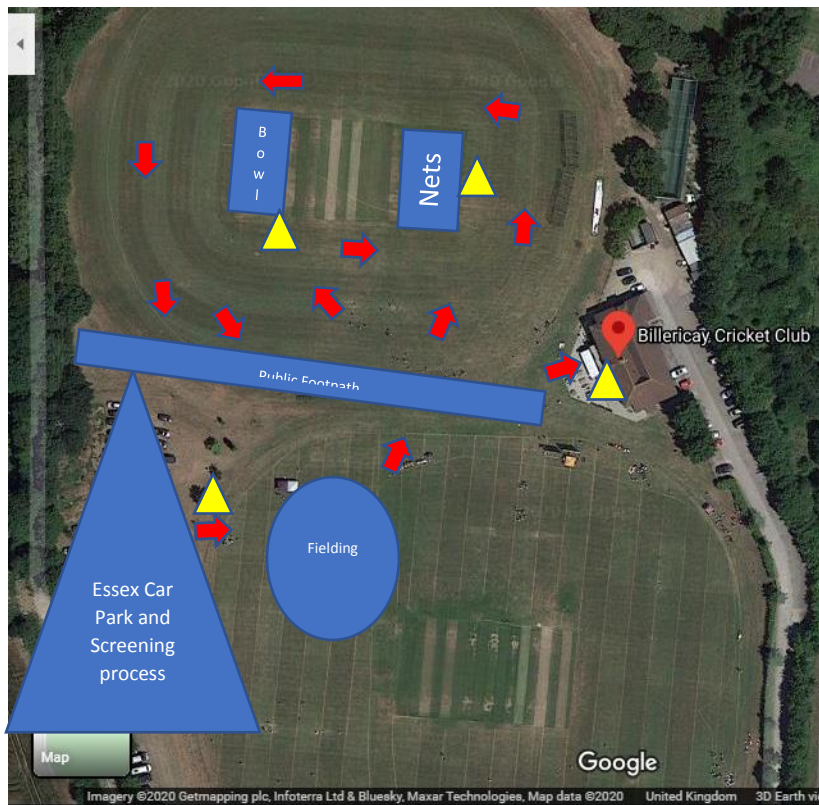 B
o
w
l
Nets
Billericay Cricket Club
Public Footpath
Fielding
Essex Car
Park and
Screening
process
Map
Google
Imagery ©2020 Getmapping plc, Infoterra Ltd & Bluesky, Maxar Technologies, Map data ©2020 United Kingdom 3D Earth vi